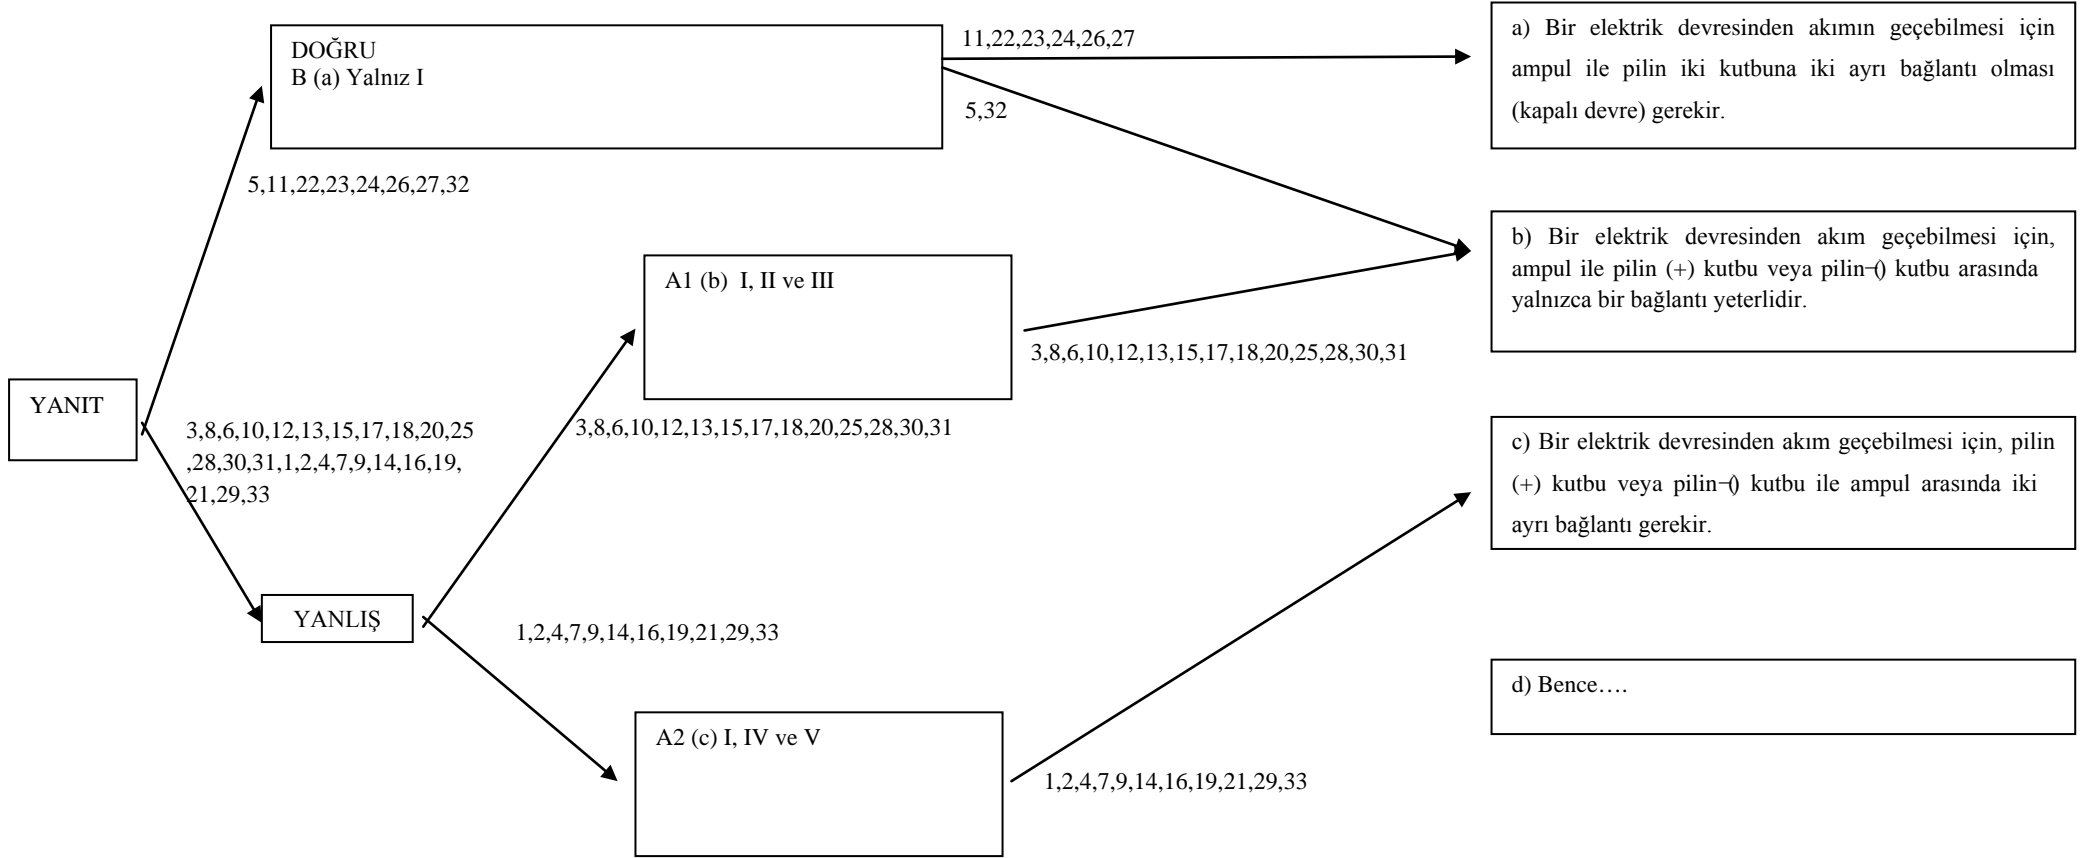 DOĞRU
B (a) Yalnız I
11,22,23,24,26,27
5,32
a) Bir elektrik devresinden akımın geçebilmesi için
ampul ile pilin iki kutbuna iki ayrı bağlantı olması
(kapalı devre) gerekir.
5,11,22,23,24,26,27,32
b) Bir elektrik devresinden akım geçebilmesi için,
ampul ile pilin (+) kutbu veya pilin-() kutbu arasında
yalnızca bir bağlantı yeterlidir.
A1 (b) I, II ve III
3,8,6,10,12,13,15,17,18,20,25,28,30,31
YANIT
3,8,6,10,12,13,15,17,18,20,25
,28,30,31,1,2,4,7,9,14,16,19,
21,29,33
3,8,6,10,12,13,15,17,18,20,25,28,30,31
c) Bir elektrik devresinden akım geçebilmesi için, pilin
(+) kutbu veya pilin-() kutbu ile ampul arasında iki
ayrı bağlantı gerekir.
YANLIŞ
1,2,4,7,9,14,16,19,21,29,33
d) Bence….
A2 (c) I, IV ve V
1,2,4,7,9,14,16,19,21,29,33